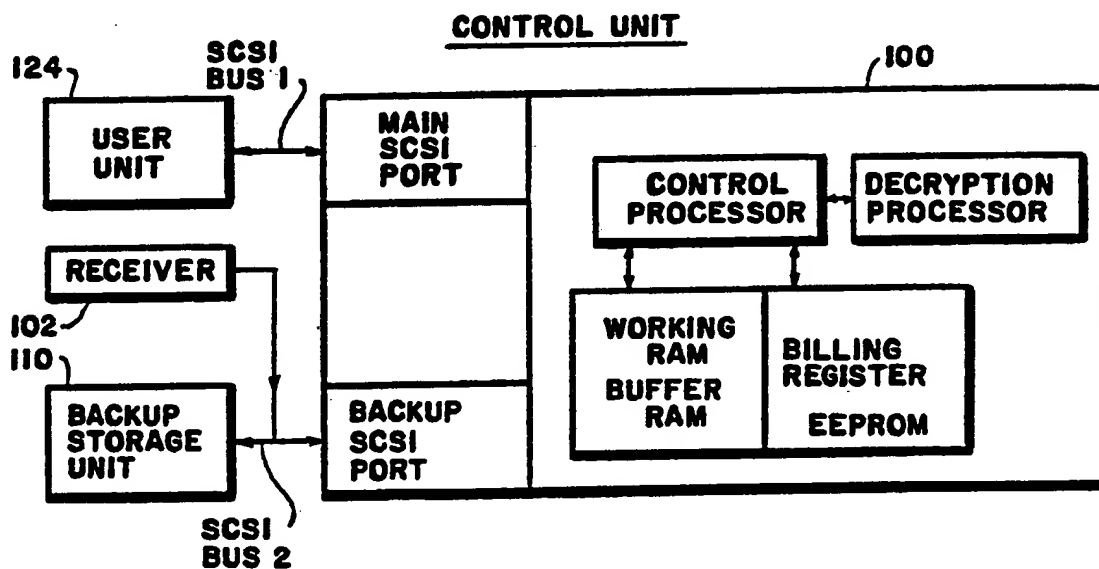 CONTROL UNIT
SCSI
BUS 1
124
100
USER
UNIT
MAIN
SCSI
PORT
CONTROL
PROCESSOR
DECRYPTION
PROCESSOR
RECEIVER
102
110
WORKING
RAM
BUFFER
RAM
BILLING
REGISTER
EEPROM
BACKUP
STORAGE
UNIT
BACKUP
SCSI
PORT
SCSI
BUS 2